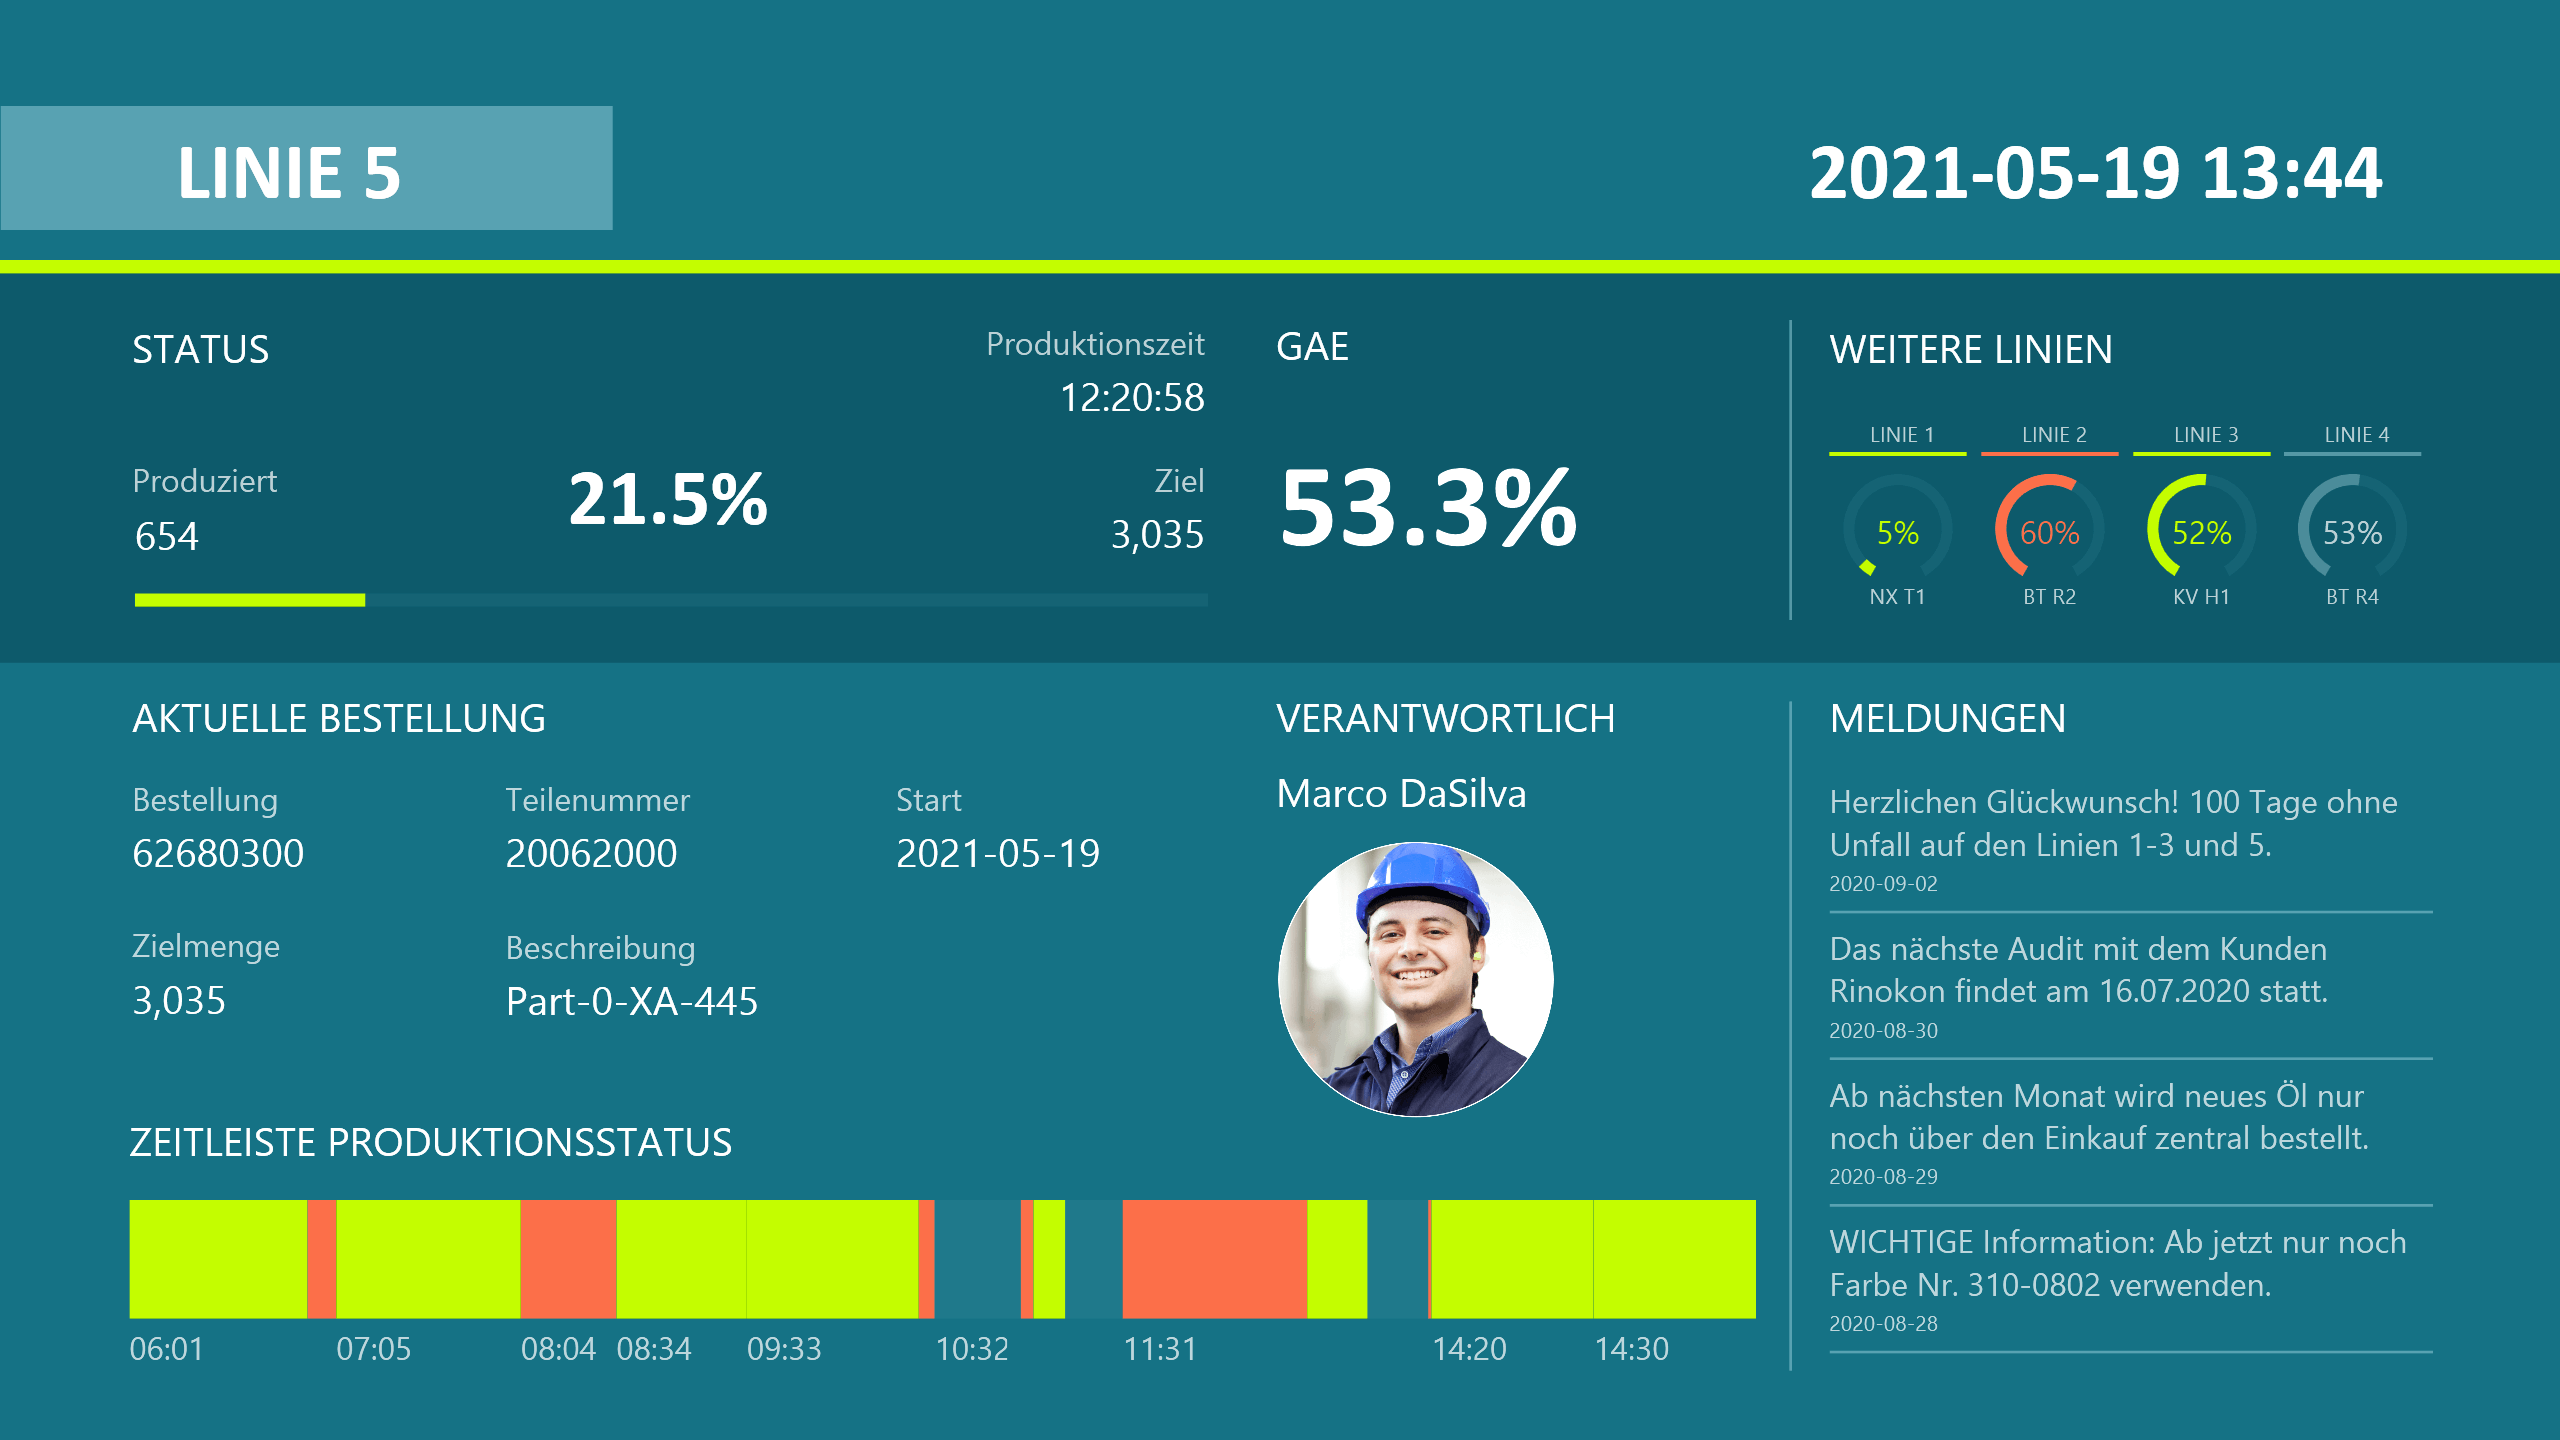 LINIE 5
2021-05-19 13:44
STATUS
Produktionszeit
12:20:58
Produziert
654
21.5%
Ziel
3,035
GAE
53.3%
WEITERE LINIEN
LINIE 1
LINIE 2
LINIE 3
LINIE 4
5%
60%
52%
53%
NX T1
BT R2
KV H1
BT R4
AKTUELLE BESTELLUNG
Bestellung
62680300
Teilenummer
20062000
Start
2021-05-19
Zielmenge
3,035
Beschreibung
Part-0-XA-445
VERANTWORTLICH
Marco DaSilva
ZEITLEISTE PRODUKTIONSSTATUS
06:01
07:05
08:04
08:34
09:33
10:32
11:31
14:20
14:30
MELDUNGEN
Herzlichen Glückwunsch! 100 Tage ohne
Unfall auf den Linien 1-3 und 5.
2020-09-02
Das nächste Audit mit dem Kunden
Rinokon findet am 16.07.2020 statt.
2020-08-30
Ab nächsten Monat wird neues Öl nur
noch über den Einkauf zentral bestellt.
2020-08-29
WICHTIGE Information: Ab jetzt nur noch
Farbe Nr. 310-0802 verwenden.
2020-08-28